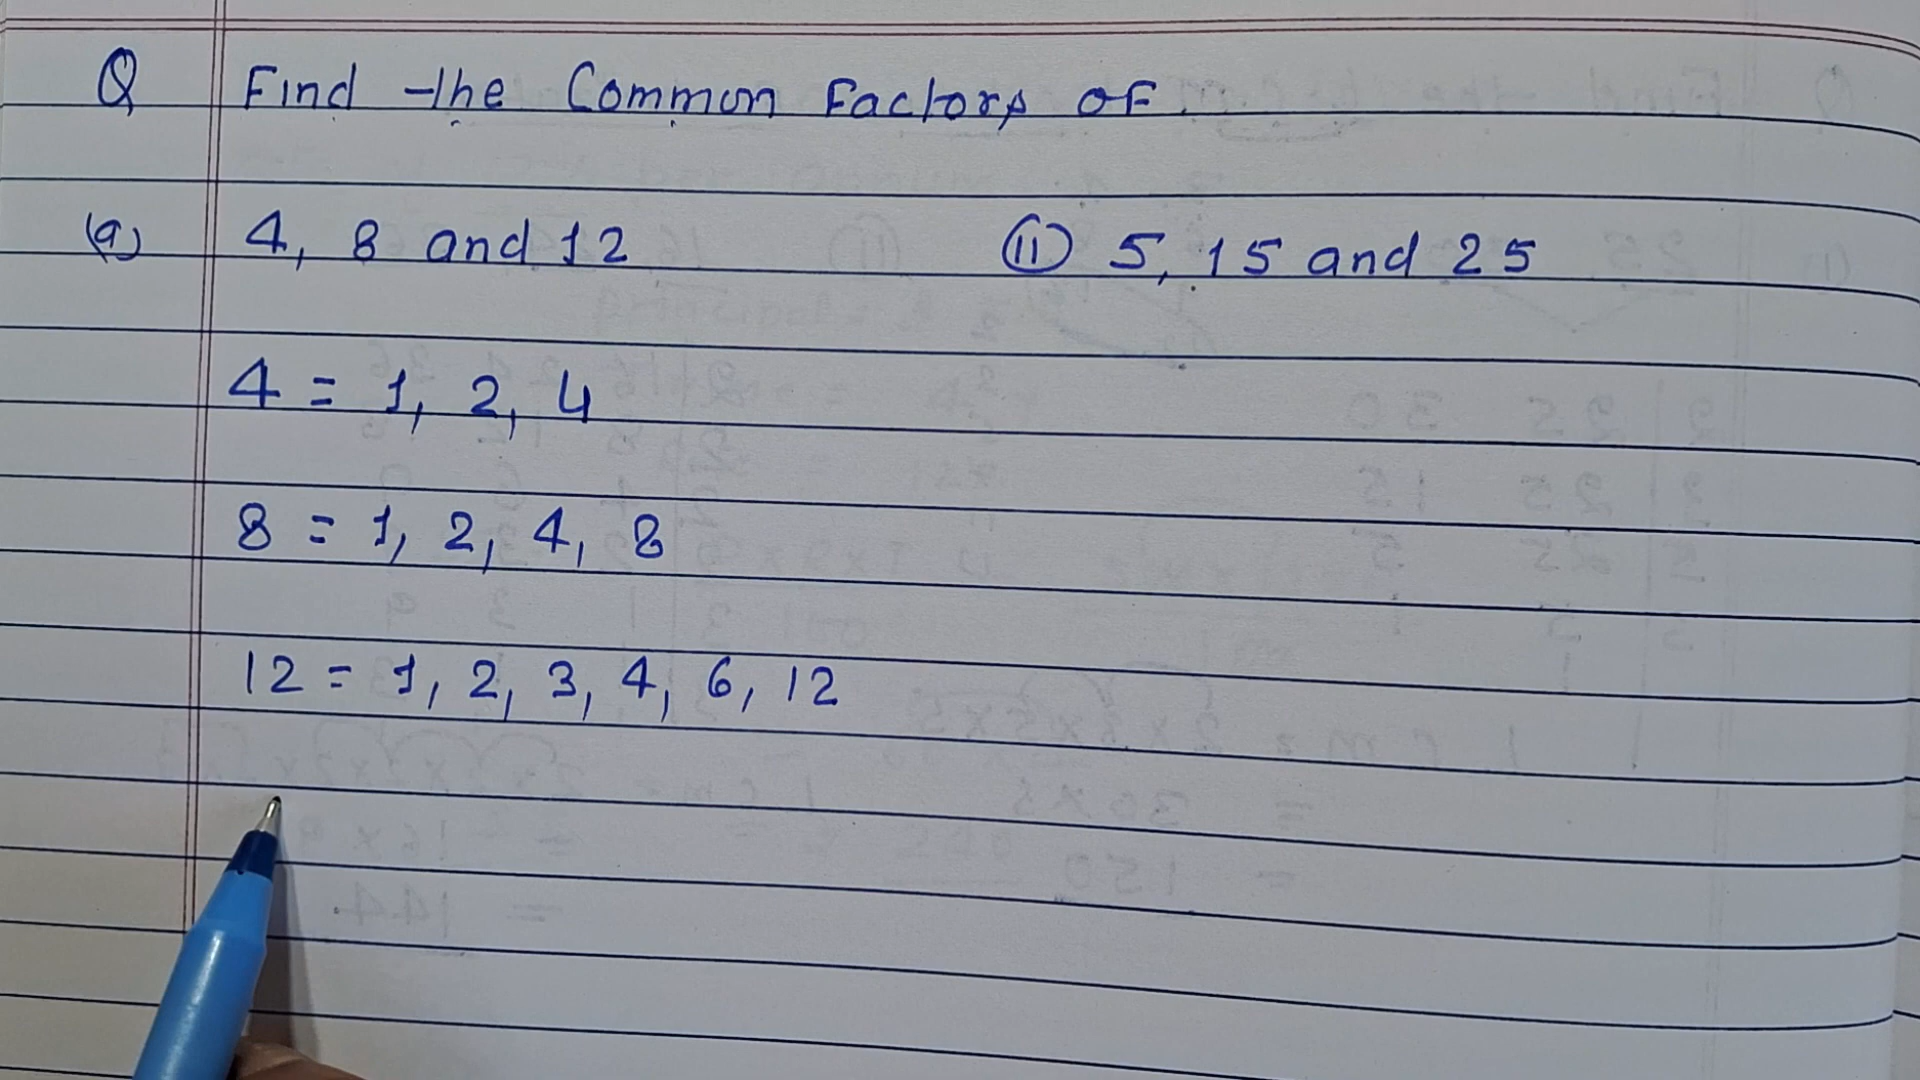 Q Find the Common Factors of
(a) 4, 8 and 12 (ii) 5, 15 and 25
4 = 1, 2, 4
8 = 1, 2, 4, 8
12 = 1, 2, 3, 4, 6, 12